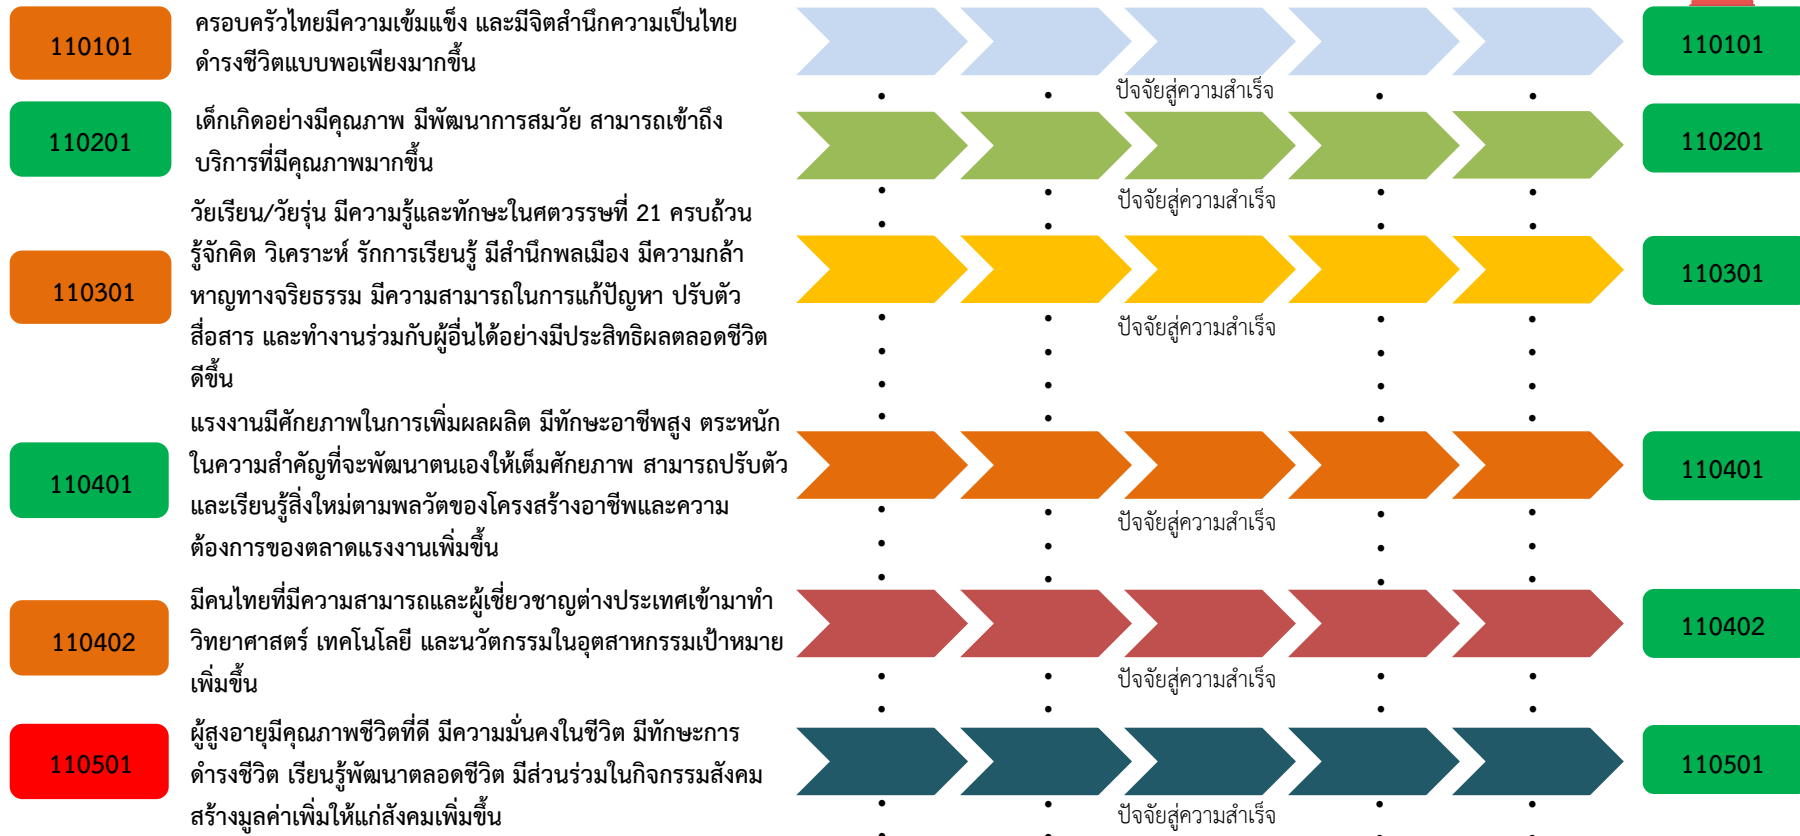 110101
ครอบครัวไทยมีความเข้มแข็ง และมีจิตสำนึกความเป็นไทย
ดำรงชีวิตแบบพอเพียงมากขึ้น
ปัจจัยสู่ความสำเร็จ
110101
110201
เด็กเกิดอย่างมีคุณภาพ มีพัฒนาการสมวัย สามารถเข้าถึง
บริการที่มีคุณภาพมากขึ้น
ปัจจัยสู่ความสำเร็จ
110201
110301
วัยเรียน/วัยรุ่น มีความรู้และทักษะในศตวรรษที่ 21 ครบถ้วน
รู้จักคิด วิเคราะห์ รักการเรียนรู้ มีสำนึกพลเมือง มีความกล้า
หาญทางจริยธรรม มีความสามารถในการแก้ปัญหา ปรับตัว
สื่อสาร และทำงานร่วมกับผู้อื่นได้อย่างมีประสิทธิผลตลอดชีวิต
ดีขึ้น
ปัจจัยสู่ความสำเร็จ
110301
110401
แรงงานมีศักยภาพในการเพิ่มผลผลิต มีทักษะอาชีพสูง ตระหนัก
ในความสำคัญที่จะพัฒนาตนเองให้เต็มศักยภาพ สามารถปรับตัว
และเรียนรู้สิ่งใหม่ตามพลวัตของโครงสร้างอาชีพและความ
ต้องการของตลาดแรงงานเพิ่มขึ้น
ปัจจัยสู่ความสำเร็จ
110401
110402
มีคนไทยที่มีความสามารถและผู้เชี่ยวชาญต่างประเทศเข้ามาทำ
วิทยาศาสตร์ เทคโนโลยี และนวัตกรรมในอุตสาหกรรมเป้าหมาย
เพิ่มขึ้น
ปัจจัยสู่ความสำเร็จ
110402
110501
ผู้สูงอายุมีคุณภาพชีวิตที่ดี มีความมั่นคงในชีวิต มีทักษะการ
ดำรงชีวิต เรียนรู้พัฒนาตลอดชีวิต มีส่วนร่วมในกิจกรรมสังคม
สร้างมูลค่าเพิ่มให้แก่สังคมเพิ่มขึ้น
ปัจจัยสู่ความสำเร็จ
110501